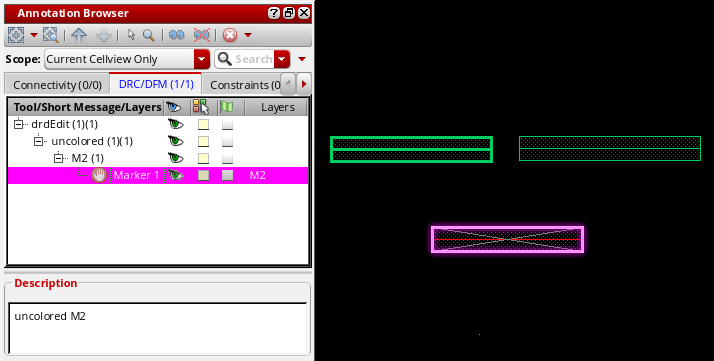 Annotation Browser
Scope: Current Cellview Only Search
Connectivity (0/0) DRC/DFM (1/1) Constraints (0
Tool/Short Message/Layers Layers
drdEdit (1)(1)
uncolored (1)(1)
M2 (1)
Marker 1 M2
Description
uncolored M2